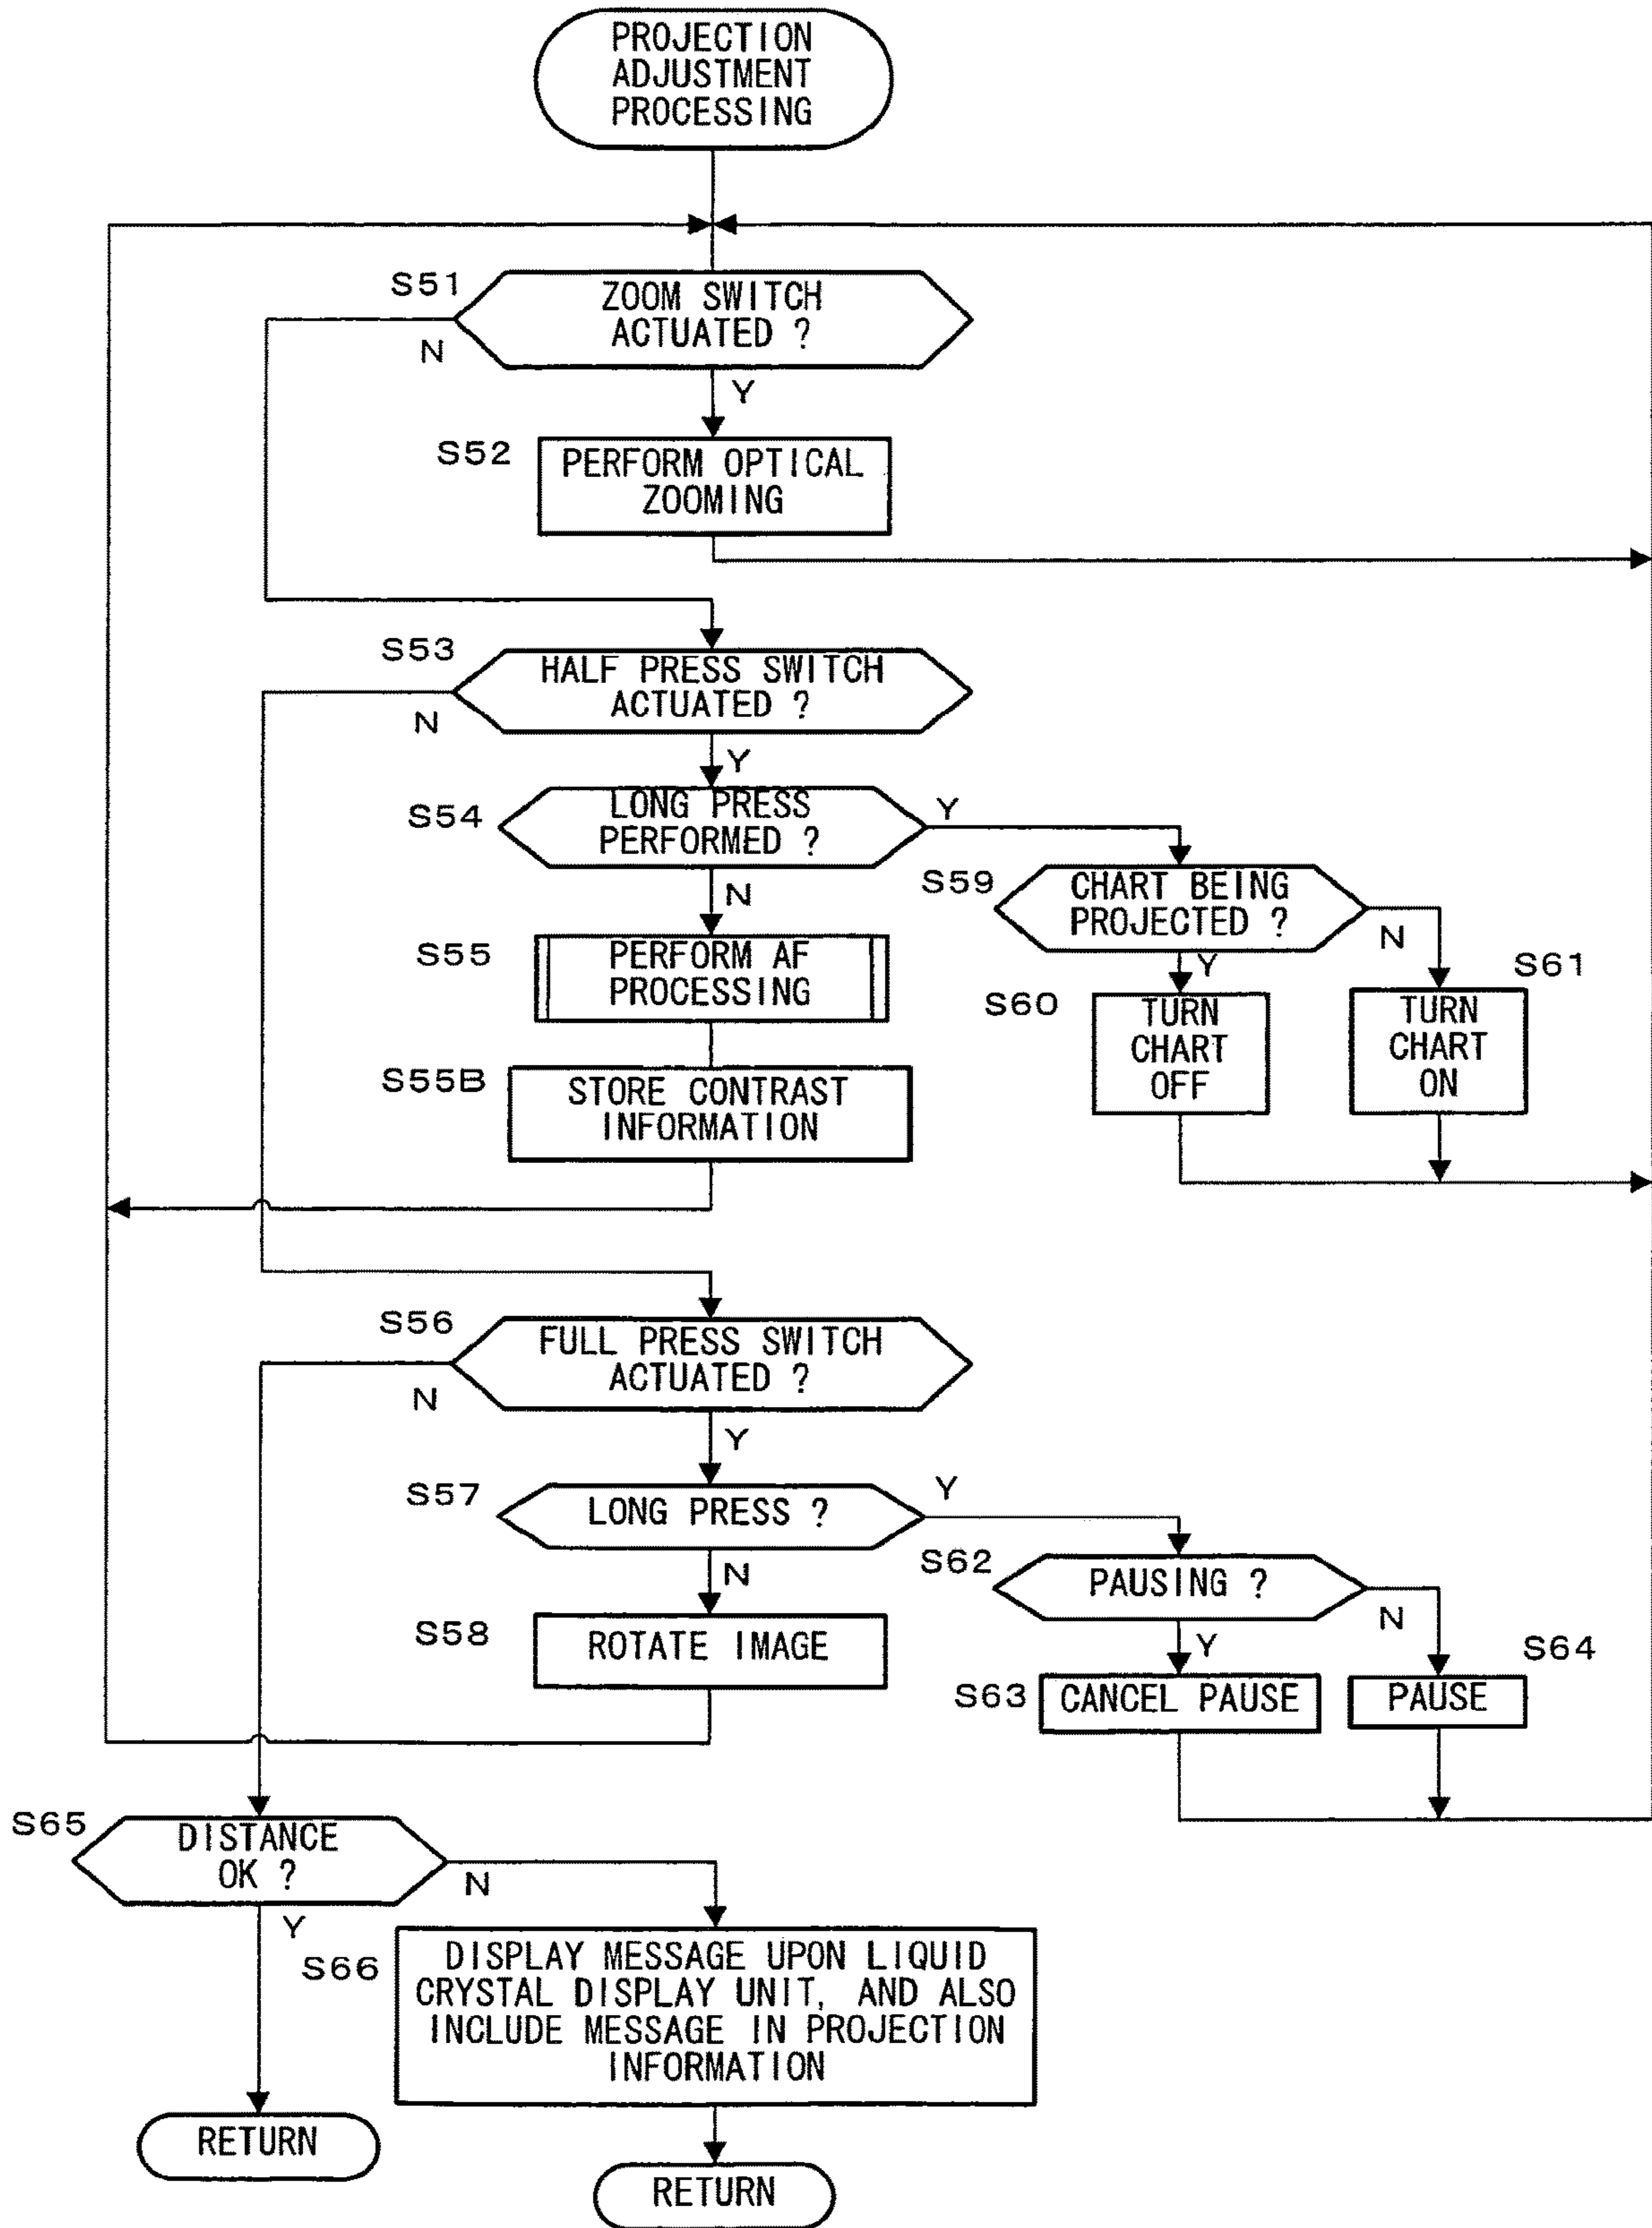 PROJECTION
ADJUSTMENT
PROCESSING
S51
ZOOM SWITCH
ACTUATED ?
N
Y
S52
PERFORM OPTICAL
ZOOMING
S53
HALF PRESS SWITCH
ACTUATED ?
N
Y
S54
LONG PRESS
PERFORMED ?
Y
N
S59
CHART BEING
PROJECTED ?
N
Y
S55
PERFORM AF
PROCESSING
S60
TURN
CHART
OFF
S61
TURN
CHART
ON
S55B
STORE CONTRAST
INFORMATION
S56
FULL PRESS SWITCH
ACTUATED ?
N
Y
S57
LONG PRESS ?
Y
N
S62
PAUSING ?
N
Y
S58
ROTATE IMAGE
S63
CANCEL PAUSE
S64
PAUSE
S65
DISTANCE
OK ?
N
Y
S66
DISPLAY MESSAGE UPON LIQUID
CRYSTAL DISPLAY UNIT, AND ALSO
INCLUDE MESSAGE IN PROJECTION
INFORMATION
RETURN
RETURN